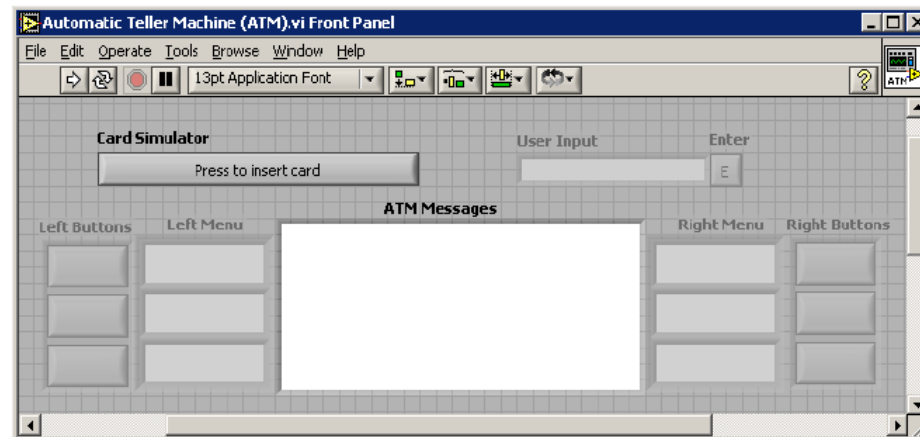 Automatic Teller Machine (ATM).vi Front Panel
File Edit Operate Tools Browse Window Help
13pt Application Font
?
ATM
Card Simulator
Press to insert card
User Input
Enter
E
ATM Messages
Left Buttons
Left Menu
Right Menu
Right Buttons